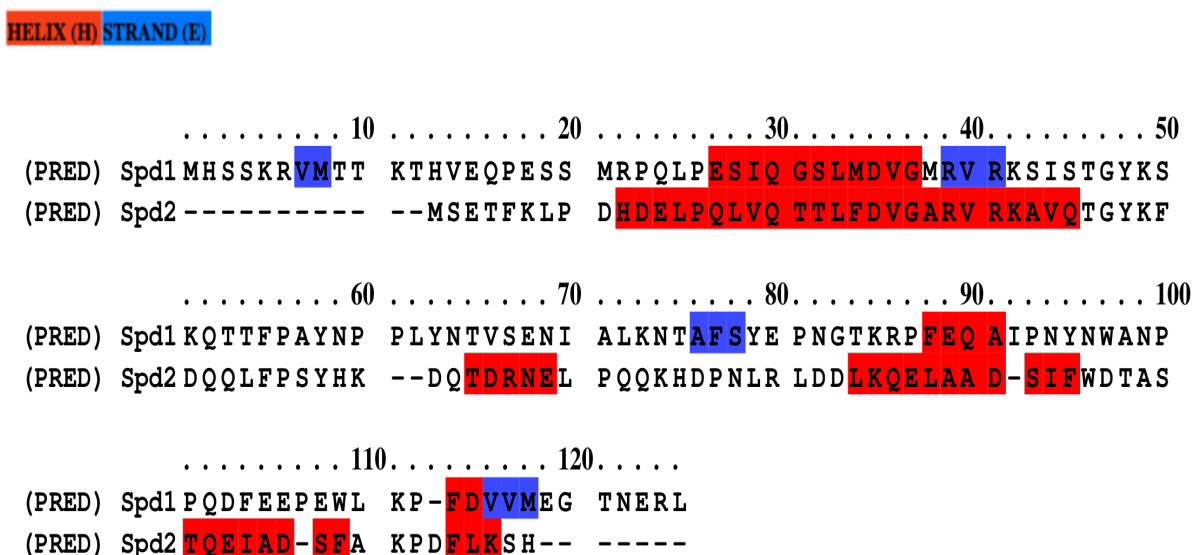 HELIX (H) STRAND (E)
. . . . . . . . . 10 . . . . . . . . . 20 . . . . . . . . . 30 . . . . . . . . . 40 . . . . . . . . . 50
(PRED) Spd1 MHSSKRVMTT KTHVEQPESS MRPQLPESIQ GSLMDVGMRV RKSISTGYKS
(PRED) Spd2 ---------- --MSETFKLP DHDELPQLVQ TTLFDVGARV RKAVQTGYKF
. . . . . . . . . 60 . . . . . . . . . 70 . . . . . . . . . 80 . . . . . . . . . 90 . . . . . . . . . 100
(PRED) Spd1 KQTTFPAYNP PLYNTVSENI ALKNTAFSYE PNGTKRPFEQ AIPNYNWANP
(PRED) Spd2 DQQLFPSYHK --DQTDRNEL PQQKHDPNLR LDDLKQELAA D-SIFWDTAS
. . . . . . . . . 110 . . . . . . . . . 120 . . . . .
(PRED) Spd1 PQDFEEPEWL KP-FDVVMEG TNERL
(PRED) Spd2 TQEIAD-SFA KPDFLKSH-- -----